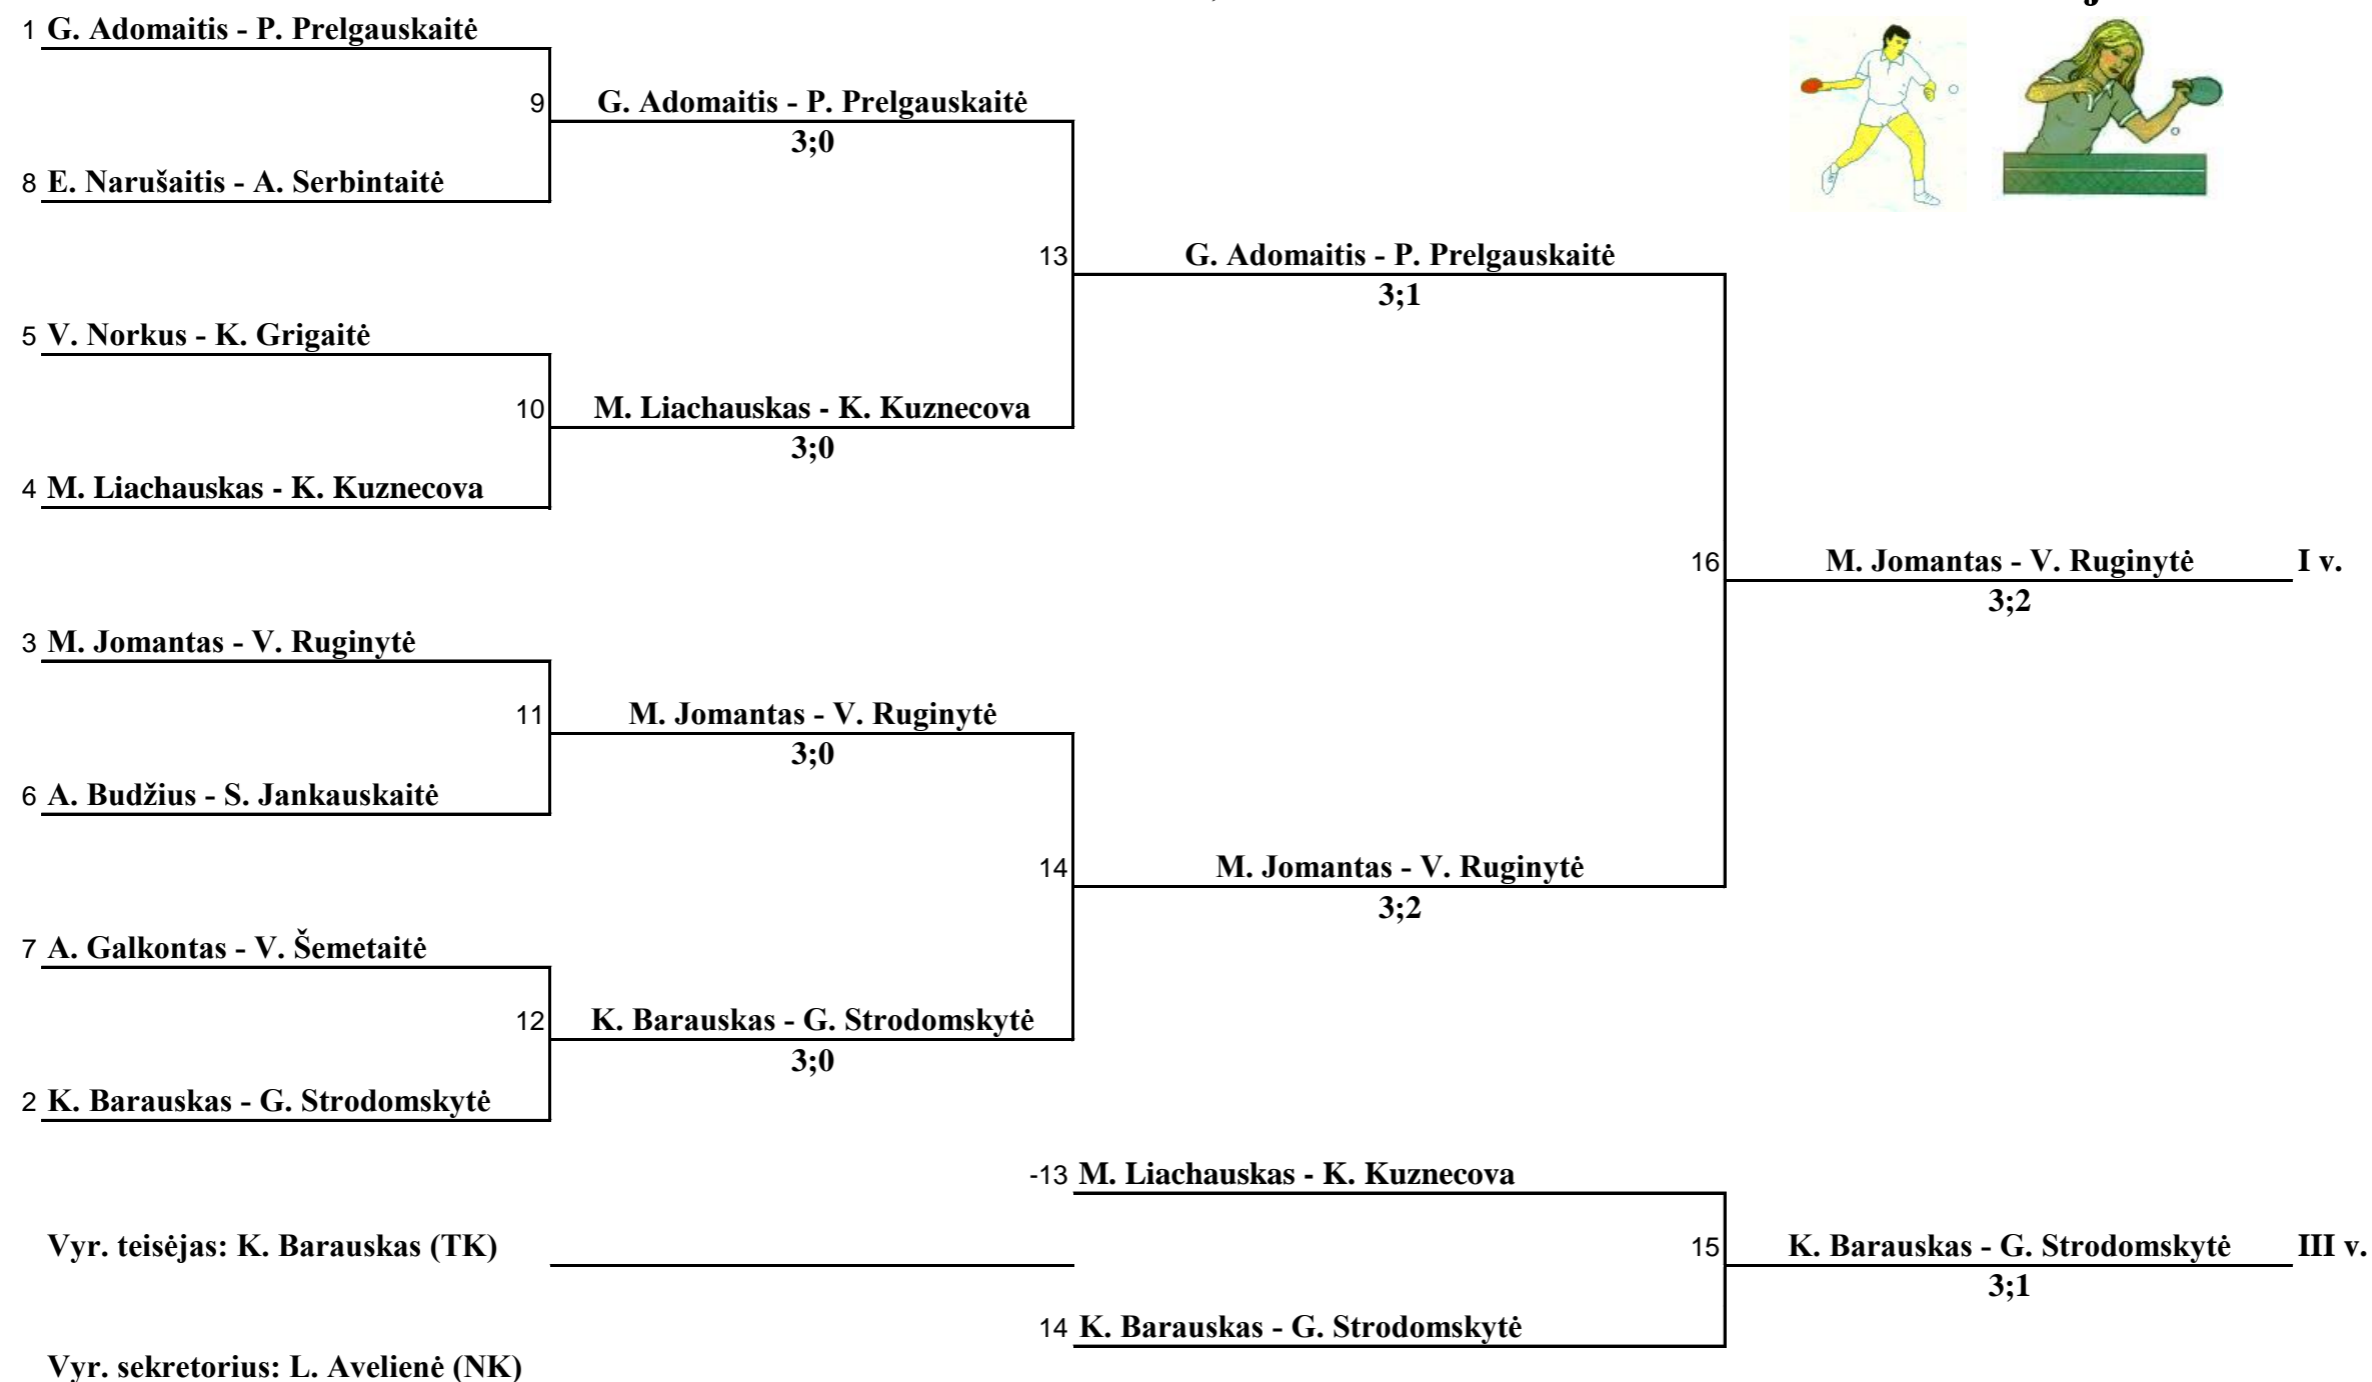 1 G. Adomaitis - P. Prelgauskaitė
9 G. Adomaitis - P. Prelgauskaitė
3;0
8 E. Narušaitis - A. Serbintaitė
13 G. Adomaitis - P. Prelgauskaitė
3;1
5 V. Norkus - K. Grigaitė
10 M. Liachauskas - K. Kuznecova
3;0
4 M. Liachauskas - K. Kuznecova
16 M. Jomantas - V. Ruginytė I v.
3;2
3 M. Jomantas - V. Ruginytė
11 M. Jomantas - V. Ruginytė
3;0
6 A. Budžius - S. Jankauskaitė
14 M. Jomantas - V. Ruginytė
3;2
7 A. Galkontas - V. Šemetaitė
12 K. Barauskas - G. Strodomskytė
3;0
2 K. Barauskas - G. Strodomskytė
-13 M. Liachauskas - K. Kuznecova
Vyr. teisėjas: K. Barauskas (TK)
15 K. Barauskas - G. Strodomskytė III v.
3;1
14 K. Barauskas - G. Strodomskytė
Vyr. sekretorius: L. Avelienė (NK)